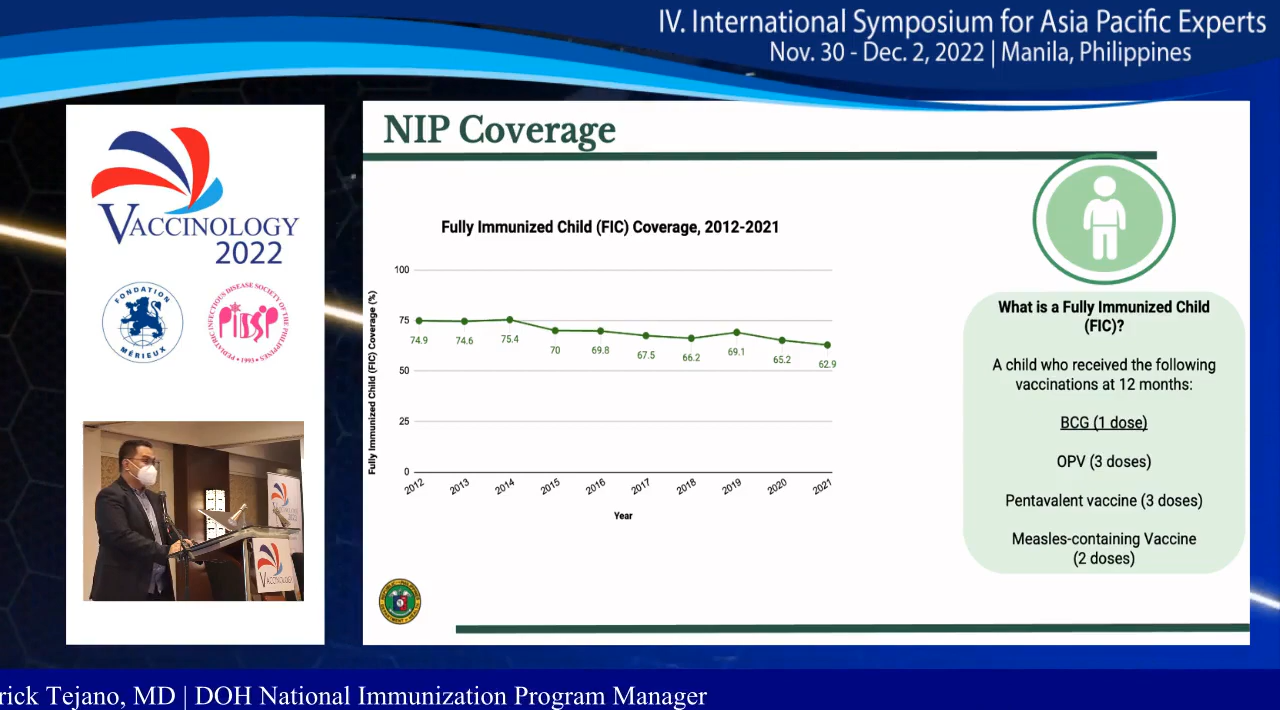 IV. International Symposium for Asia Pacific Experts
Nov. 30 - Dec. 2, 2022 | Manila, Philippines
VACCINOLOGY
2022
FONDATION
MÉRIEUX
PEDIATRIC INFECTIOUS DISEASE SOCIETY OF THE PHILIPPINES
PIDSP
1993
VACCINOLOGY
NIP Coverage
Fully Immunized Child (FIC) Coverage, 2012-2021
Fully Immunized Child (FIC) Coverage (%)
100
75
50
25
0
74.9
74.6
75.4
70
69.8
67.5
66.2
69.1
65.2
62.9
2012
2013
2014
2015
2016
2017
2018
2019
2020
2021
Year
What is a Fully Immunized Child
(FIC)?
A child who received the following
vaccinations at 12 months:
BCG (1 dose)
OPV (3 doses)
Pentavalent vaccine (3 doses)
Measles-containing Vaccine
(2 doses)
rick Tejano, MD | DOH National Immunization Program Manager